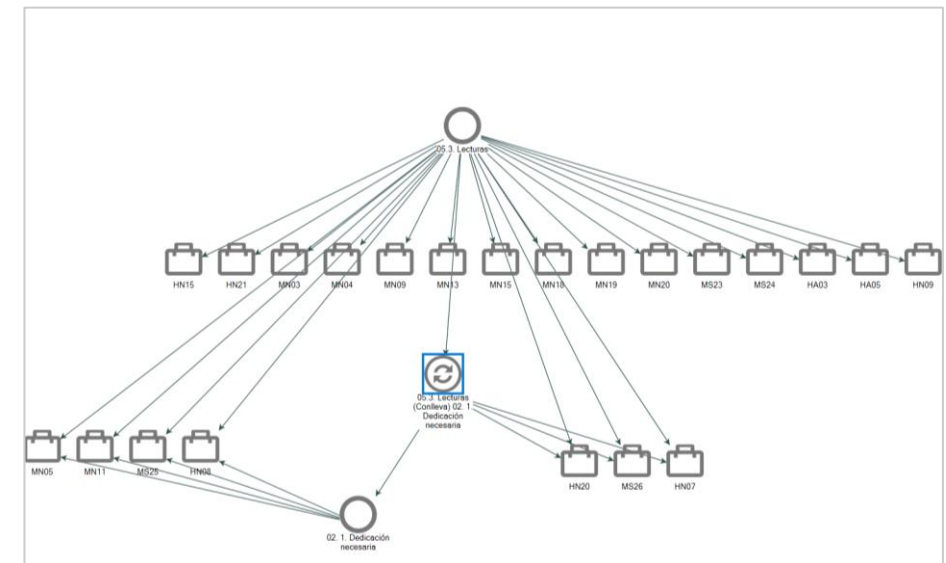 05.3. Lecturas
HN15
HN21
MN03
MN04
MN09
MN13
MN15
MN18
MN19
MN20
MS23
MS24
HA03
HA05
HN09
05.3. Lecturas
(Conlleva) 02. 1.
Dedicación
necesaria
MN05
MN11
MS25
HN08
HN20
MS26
HN07
02. 1. Dedicación
necesaria